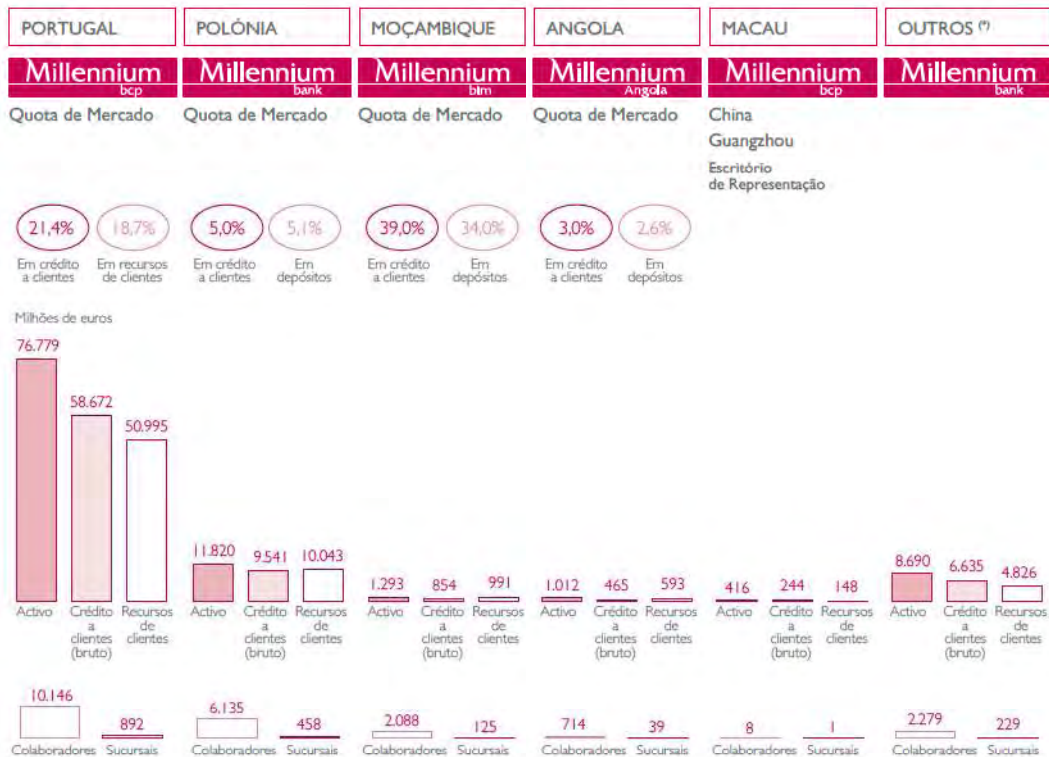 PORTUGAL
POLÓNIA
MOÇAMBIQUE
ANGOLA
MACAU
OUTROS (*)
Millennium
bcp
Millennium
bank
Millennium
bim
Millennium
Angola
Millennium
bcp
Millennium
bank
Quota de Mercado
Quota de Mercado
Quota de Mercado
Quota de Mercado
China
Guangzhou
Escritório
de Representação
21,4%
18,7%
5,0%
5,1%
39,0%
34,0%
3,0%
2,6%
Em crédito
a clientes
Em recursos
de clientes
Em crédito
a clientes
Em
depósitos
Em crédito
a clientes
Em
depósitos
Em crédito
a clientes
Em
depósitos
Milhões de euros
76.779
58.672
50.995
11.820
9.541
10.043
1.293
854
991
1.012
465
593
416
244
148
8.690
6.635
4.826
Activo
Crédito
a
clientes
(bruto)
Recursos
de
clientes
Activo
Crédito
a
clientes
(bruto)
Recursos
de
clientes
Activo
Crédito
a
clientes
(bruto)
Recursos
de
clientes
Activo
Crédito
a
clientes
(bruto)
Recursos
de
clientes
Activo
Crédito
a
clientes
(bruto)
Recursos
de
clientes
Activo
Crédito
a
clientes
(bruto)
Recursos
de
clientes
10.146
892
6.135
458
2.088
125
714
39
8
1
2.279
229
Colaboradores
Sucursais
Colaboradores
Sucursais
Colaboradores
Sucursais
Colaboradores
Sucursais
Colaboradores
Sucursais
Colaboradores
Sucursais